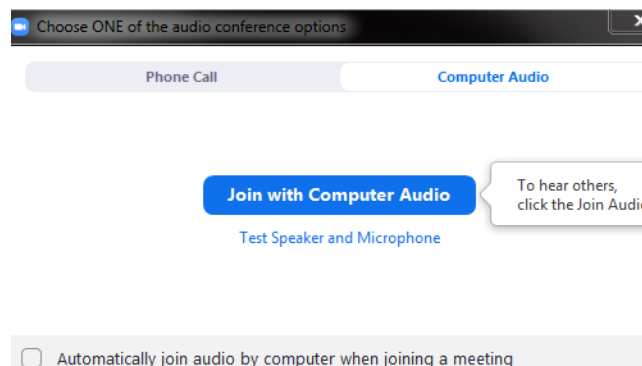 Choose ONE of the audio conference options
Phone Call
Computer Audio
Join with Computer Audio
To hear others,
click the Join Audio
Test Speaker and Microphone
Automatically join audio by computer when joining a meeting